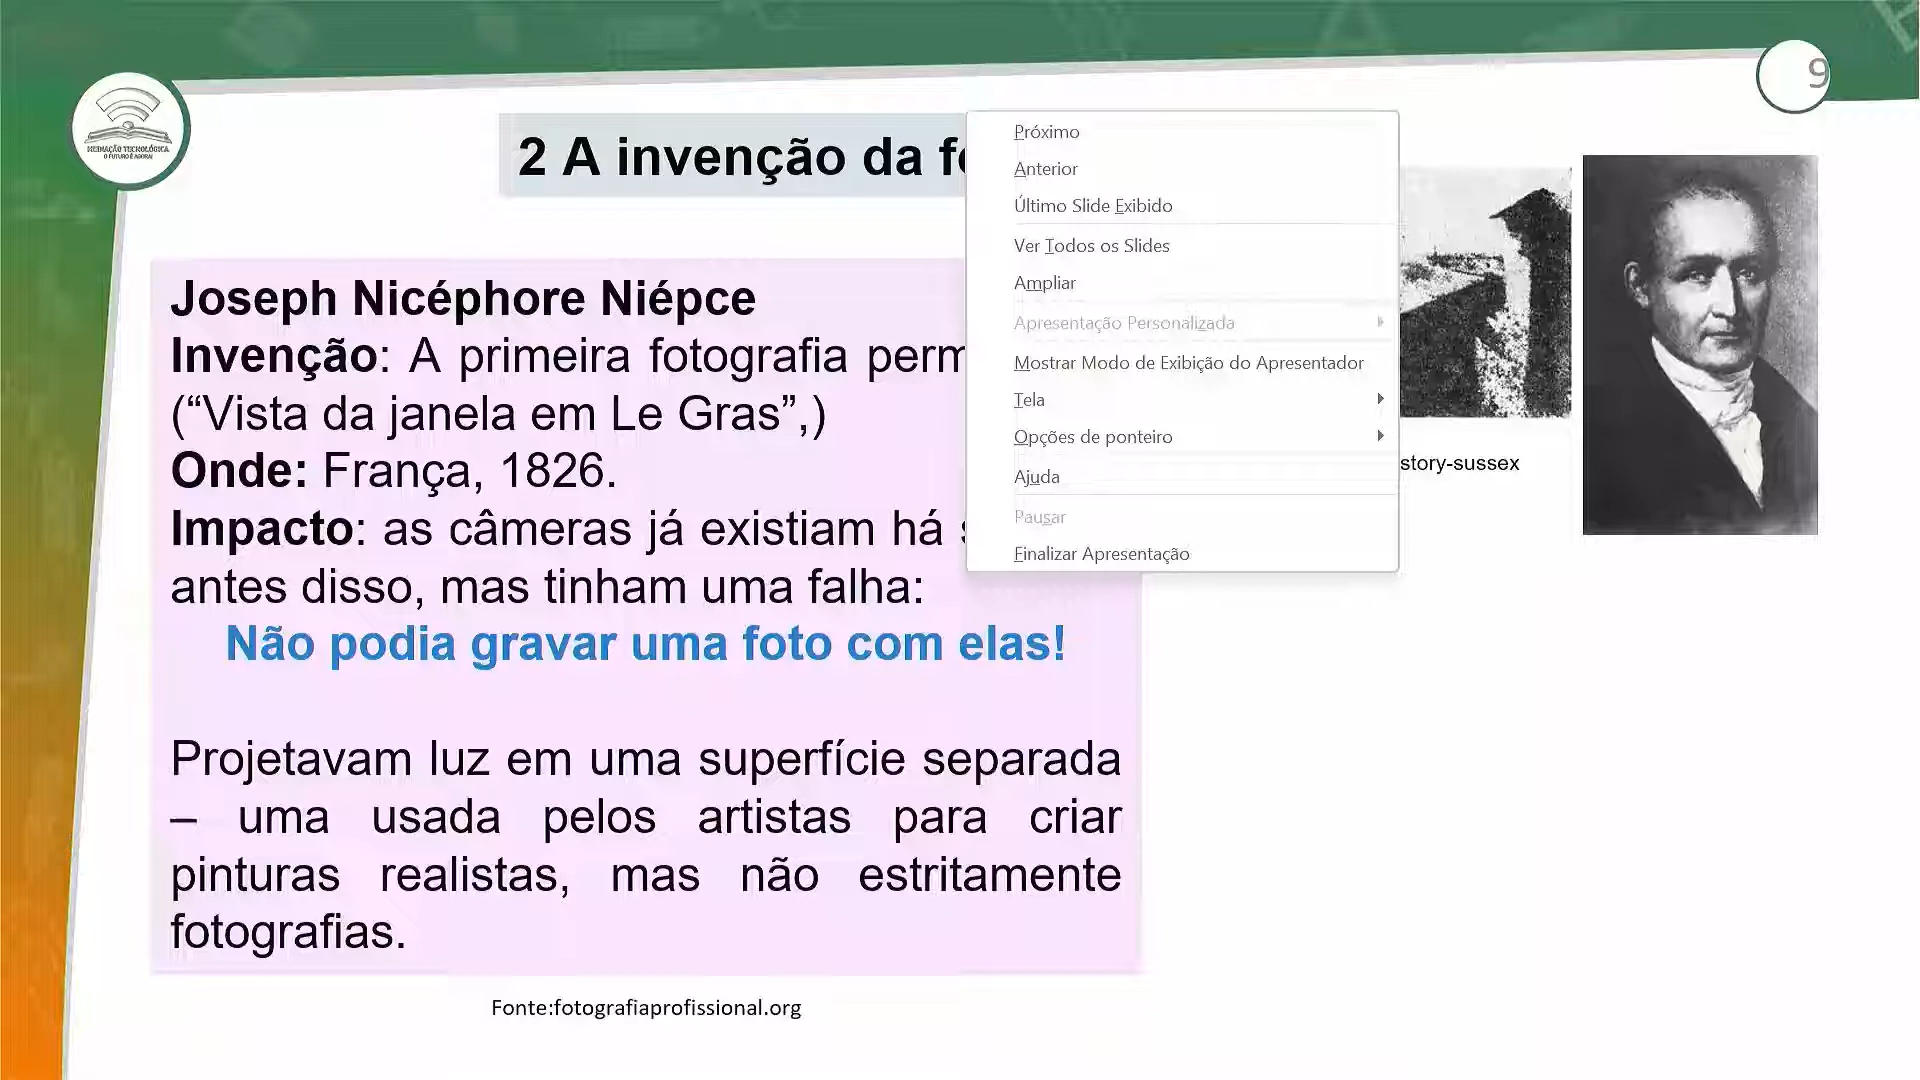 9
MEDIAÇÃO TECNOLÓGICA
O FUTURO É AGORA!
2 A invenção da
Joseph Nicéphore Niépce
Invenção: A primeira fotografia
(“Vista da janela em Le Gras”,)
Onde: França, 1826.
Impacto: as câmeras já existiam há
antes disso, mas tinham uma falha:
Não podia gravar uma foto com elas!
Projetavam luz em uma superfície separada
– uma usada pelos artistas para criar
pinturas realistas, mas não estritamente
fotografias.
Fonte:fotografiaprofissional.org
Próximo
Anterior
Último Slide Exibido
Ver Todos os Slides
Ampliar
Apresentação Personalizada
Mostrar Modo de Exibição do Apresentador
Tela
Opções de ponteiro
Ajuda
Pausar
Finalizar Apresentação
story-sussex